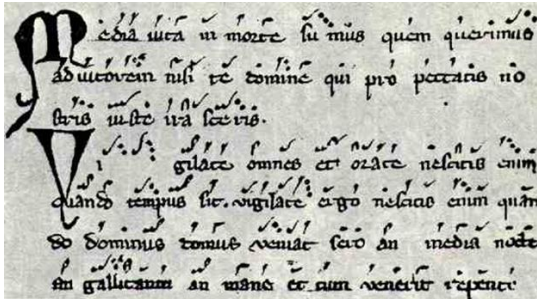 Media uita in morte sumus quem querimus
adiutorem nisi te domine qui pro peccatis no
stris iuste irasceris.
Vigilate omnes et orate nescitis enim
quando tempus sit. uigilate ergo nescitis enim quan
do dominus domus ueniat sero an media nocte
an gallicantu an mane et cum uenerit repente